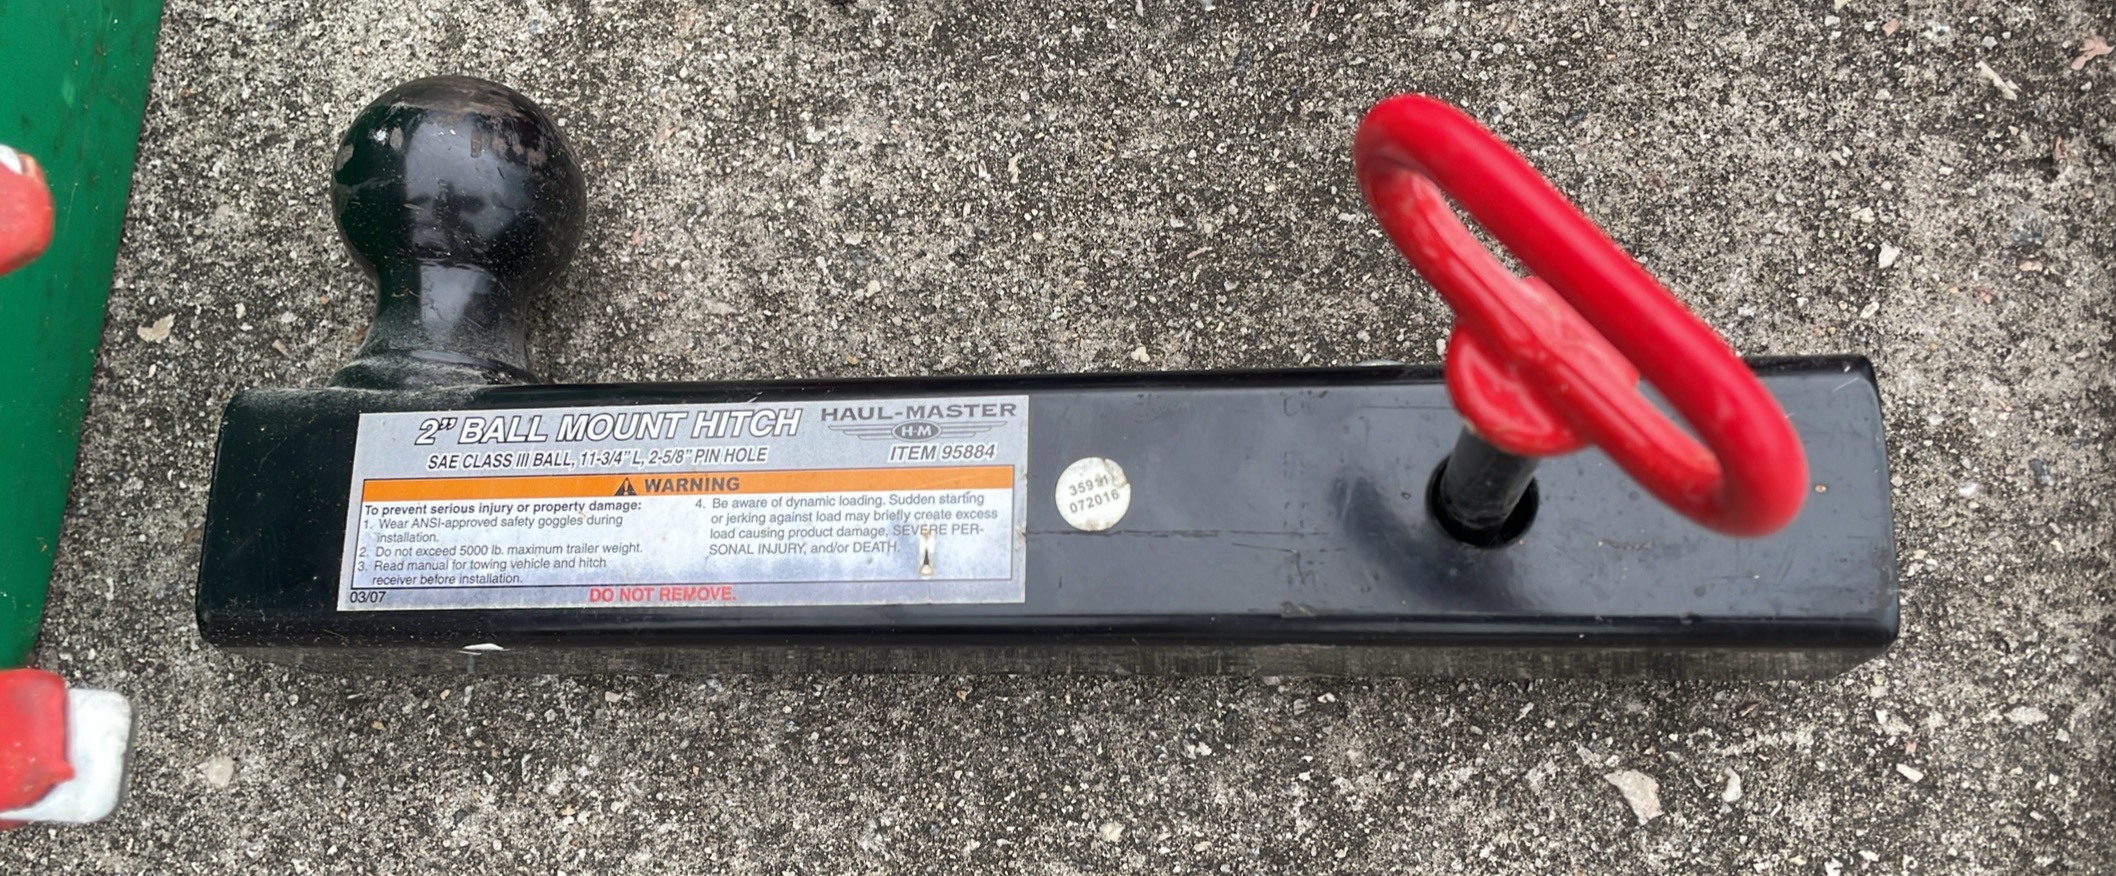 2” BALL MOUNT HITCH
SAE CLASS III BALL, 11-3/4” L, 2-5/8” PIN HOLE
HAUL-MASTER
H-M
ITEM 95884
WARNING
To prevent serious injury or property damage:
1. Wear ANSI-approved safety goggles during
installation.
2. Do not exceed 5000 lb. maximum trailer weight.
3. Read manual for towing vehicle and hitch
receiver before installation.
4. Be aware of dynamic loading. Sudden starting
or jerking against load may briefly create excess
load causing product damage, SEVERE PER-
SONAL INJURY, and/or DEATH.
03/07
DO NOT REMOVE.
072016